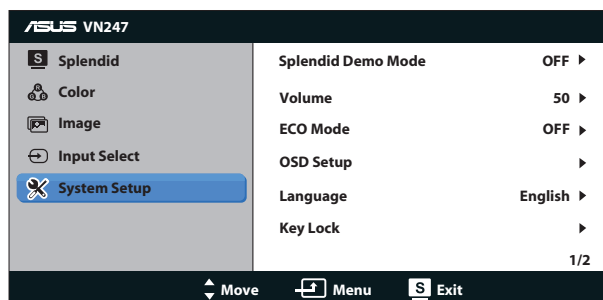 ASUS VN247
S Splendid
Color
Image
Input Select
System Setup
Splendid Demo Mode OFF
Volume 50
ECO Mode OFF
OSD Setup
Language English
Key Lock
1/2
Move Menu S Exit